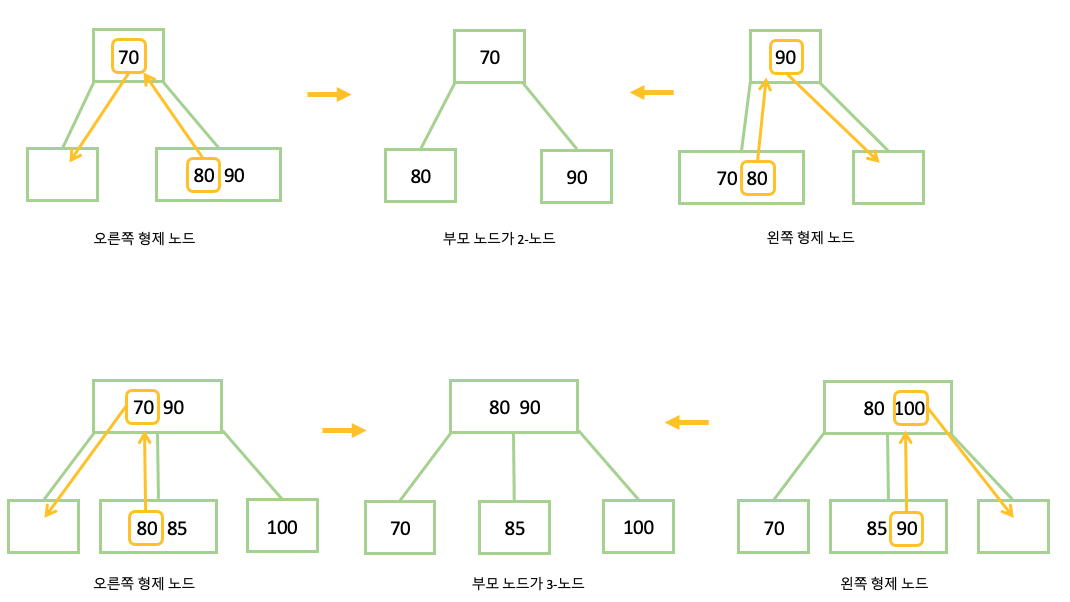 70
70
90
80 90
80
90
70 80
오른쪽 형제 노드
부모 노드가 2-노드
왼쪽 형제 노드
70 90
80 90
80 100
80 85
100
70
85
100
70
85 90
오른쪽 형제 노드
부모 노드가 3-노드
왼쪽 형제 노드